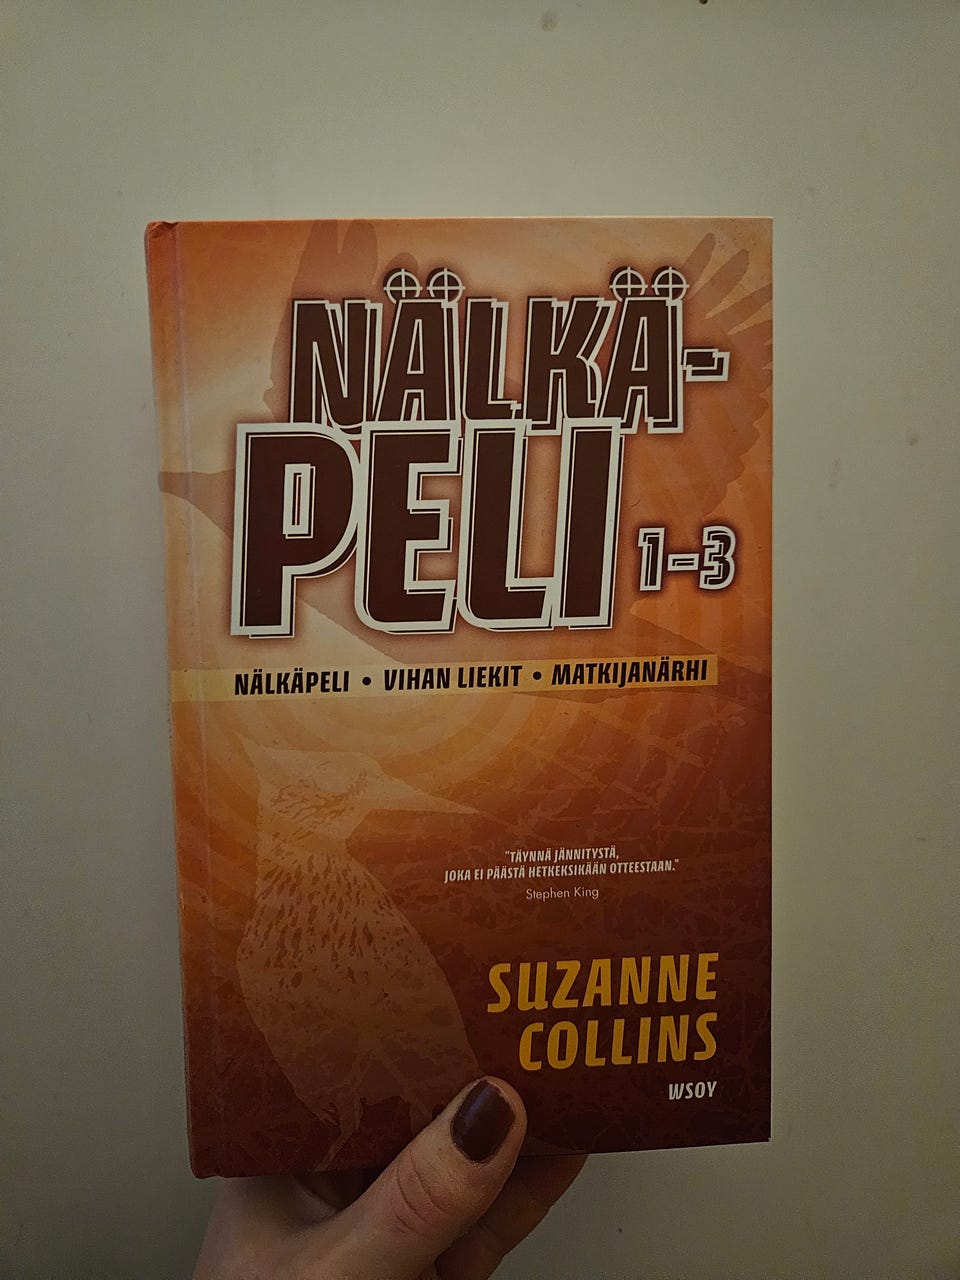 NÄLKÄ-
PELI 1-3
NÄLKÄPELI • VIHAN LIEKIT • MATKIJANÄRHI
"TÄYNNÄ JÄNNITYSTÄ,
JOKA EI PÄÄSTÄ HETKEKSIKÄÄN OTTEESTAAN."
Stephen King
SUZANNE
COLLINS
WSOY